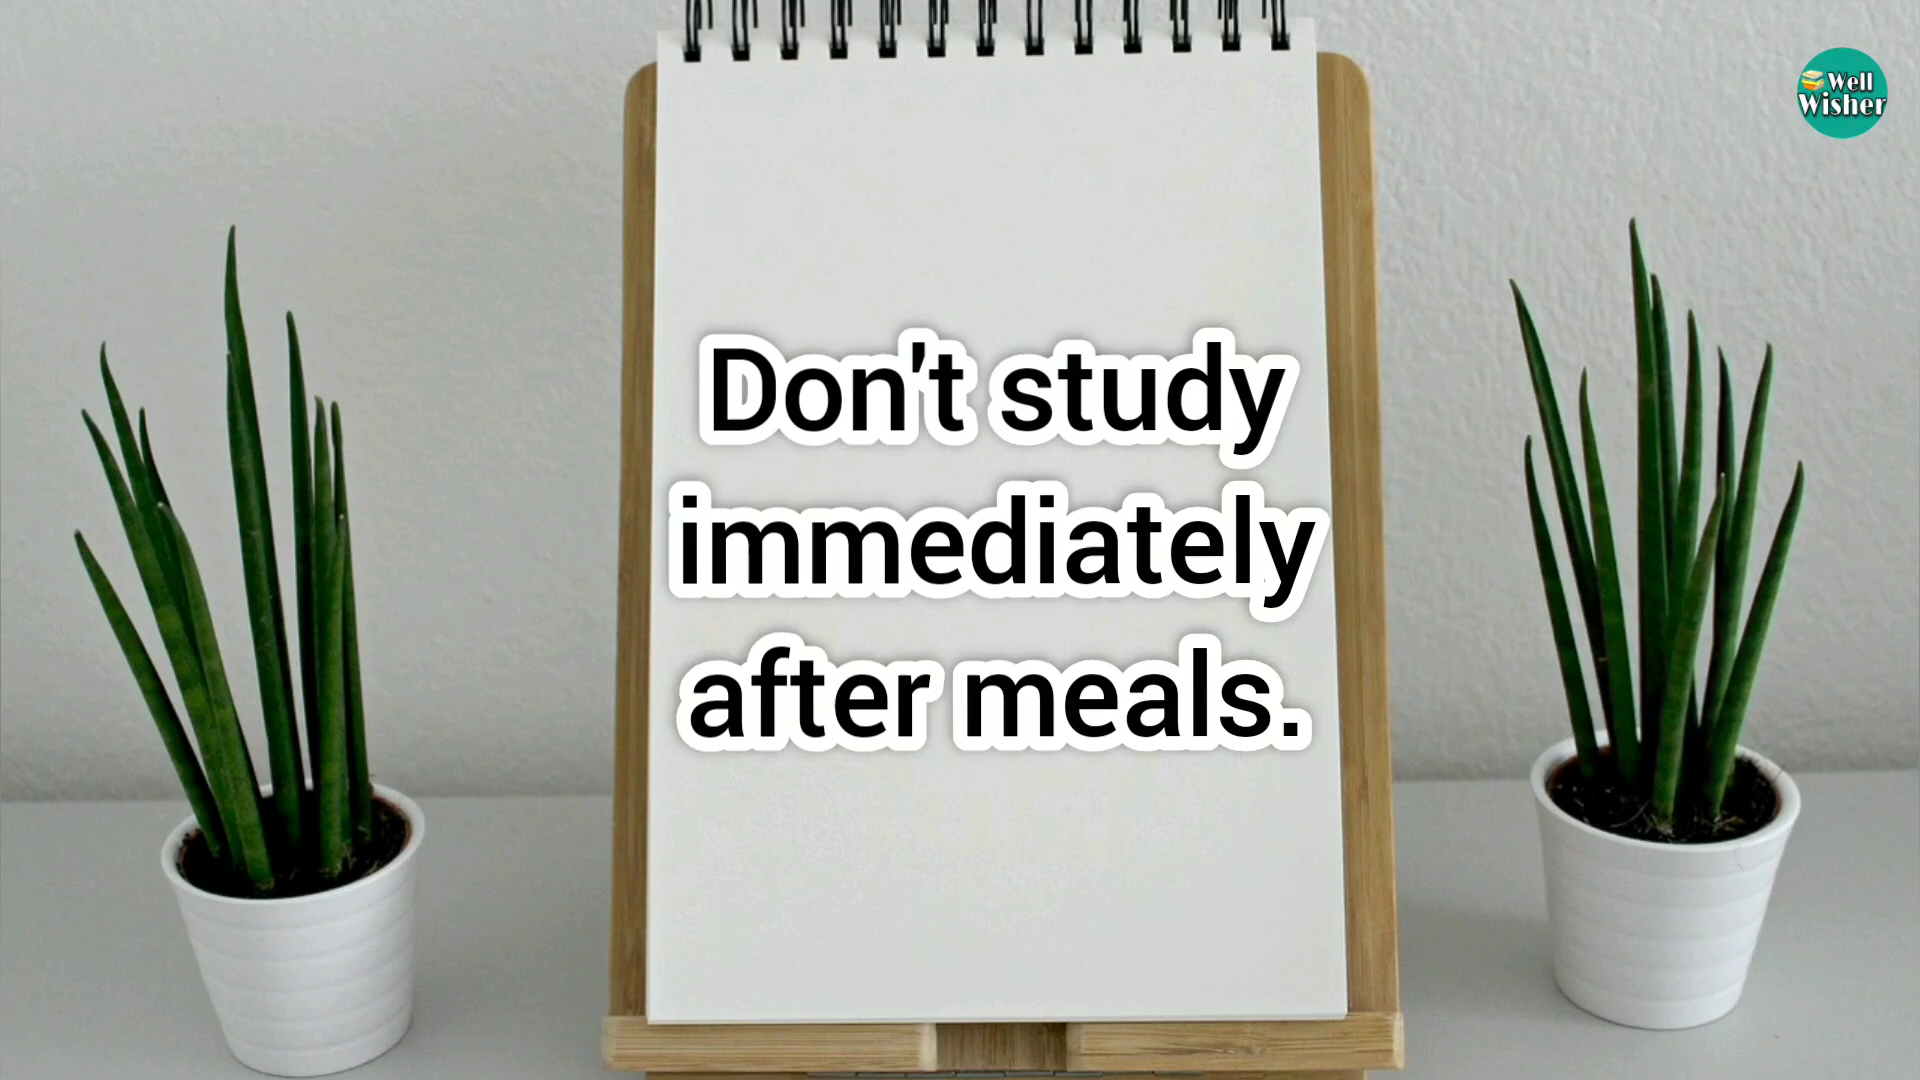 Well
Wisher
Don't study
immediately
after meals.